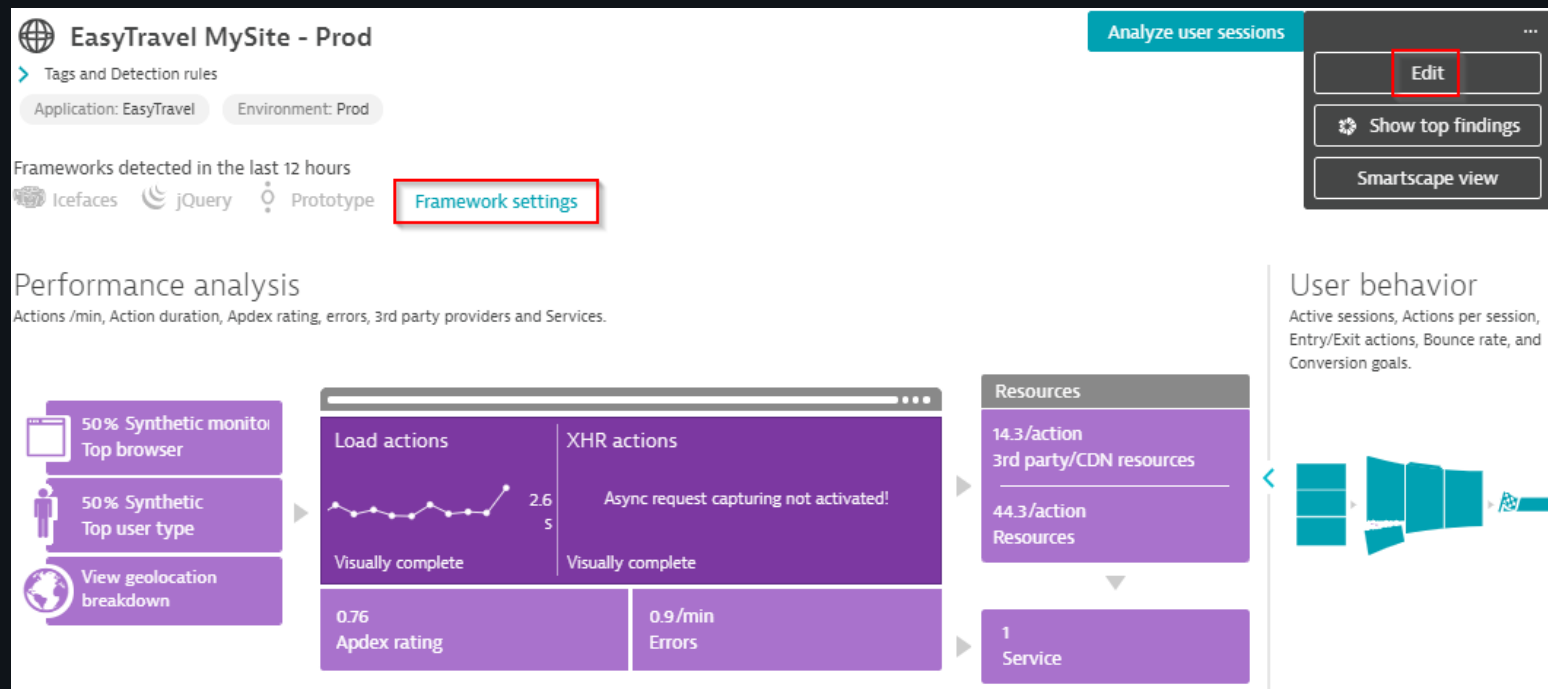 EasyTravel MySite - Prod
Analyze user sessions
...
Edit
Show top findings
Smartscape view
Tags and Detection rules
Application: EasyTravel
Environment: Prod
Frameworks detected in the last 12 hours
Icefaces
jQuery
Prototype
Framework settings
Performance analysis
Actions /min, Action duration, Apdex rating, errors, 3rd party providers and Services.
50% Synthetic monitor
Top browser
50% Synthetic
Top user type
View geolocation
breakdown
Load actions
2.6
s
Visually complete
XHR actions
Async request capturing not activated!
Visually complete
0.76
Apdex rating
0.9/min
Errors
Resources
14.3/action
3rd party/CDN resources
44.3/action
Resources
1
Service
User behavior
Active sessions, Actions per session,
Entry/Exit actions, Bounce rate, and
Conversion goals.